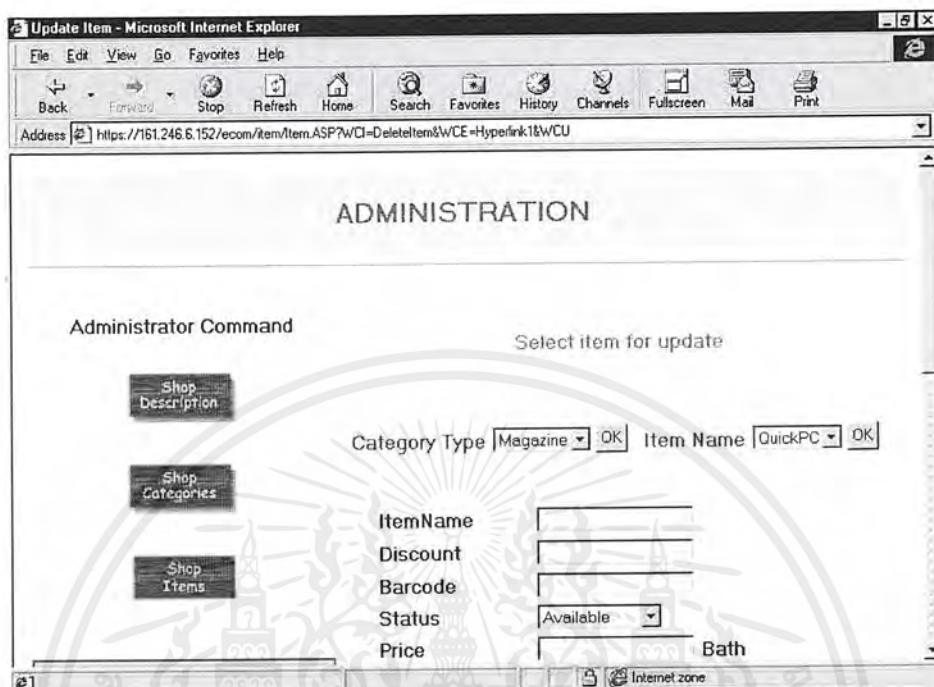 Update Item - Microsoft Internet Explorer
File Edit View Go Favorites Help
Back Forward Stop Refresh Home Search Favorites History Channels Fullscreen Mail Print
Address https://161.246.6.152/ecom/item/Item.ASP?WCI=DeleteItem&WCE=Hyperlink1&WCU
ADMINISTRATION
Administrator Command
Select item for update
Shop
Description
Category Type Magazine OK Item Name QuickPC OK
Shop
Categories
ItemName
Discount
Shop
Items
Barcode
Status Available
Price Bath
Internet zone